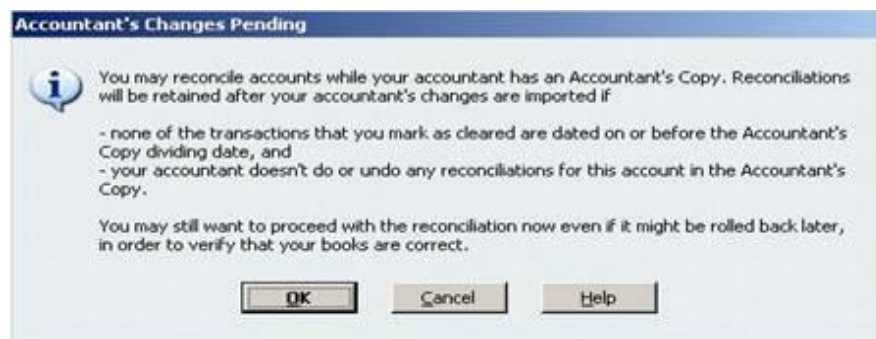 Accountant's Changes Pending
You may reconcile accounts while your accountant has an Accountant's Copy. Reconciliations
will be retained after your accountant's changes are imported if
- none of the transactions that you mark as cleared are dated on or before the Accountant's
Copy dividing date, and
- your accountant doesn't do or undo any reconciliations for this account in the Accountant's
Copy.
You may still want to proceed with the reconciliation now even if it might be rolled back later,
in order to verify that your books are correct.
OK
Cancel
Help